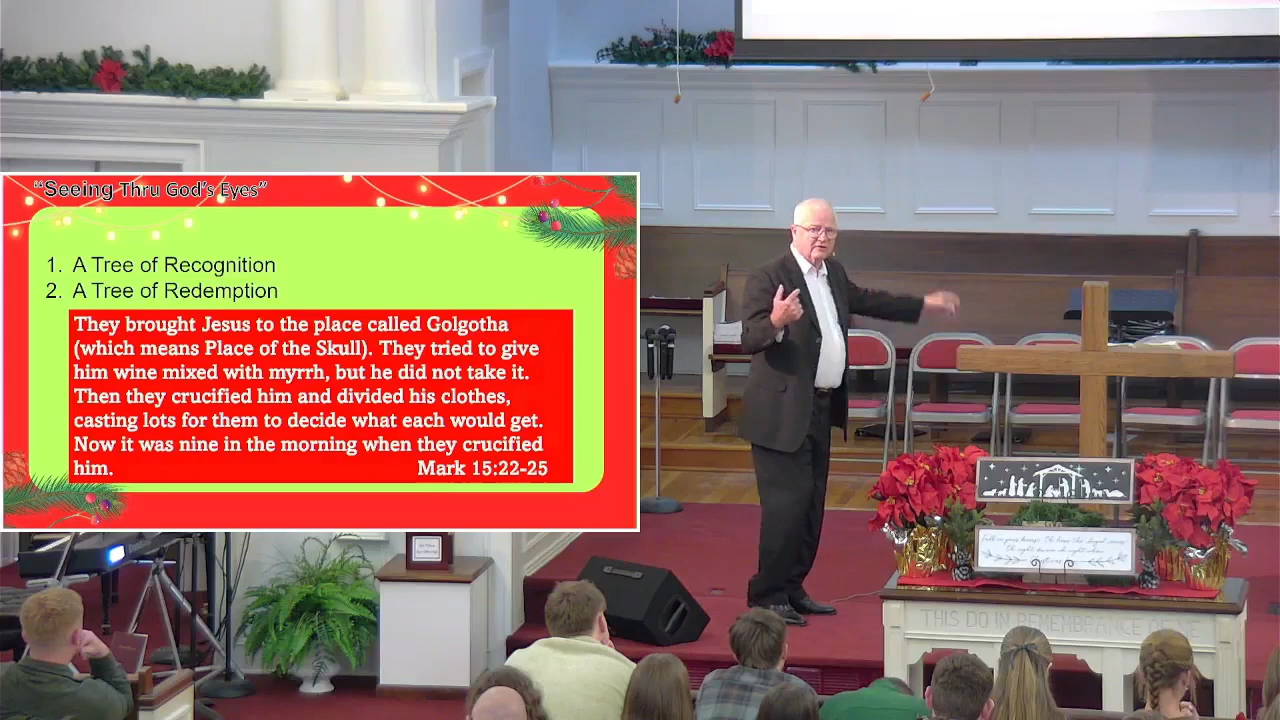 “Seeing Thru God’s Eyes”
1. A Tree of Recognition
2. A Tree of Redemption
They brought Jesus to the place called Golgotha
(which means Place of the Skull). They tried to give
him wine mixed with myrrh, but he did not take it.
Then they crucified him and divided his clothes,
casting lots for them to decide what each would get.
Now it was nine in the morning when they crucified
him. Mark 15:22-25
THIS DO IN REMEMBRANCE OF ME